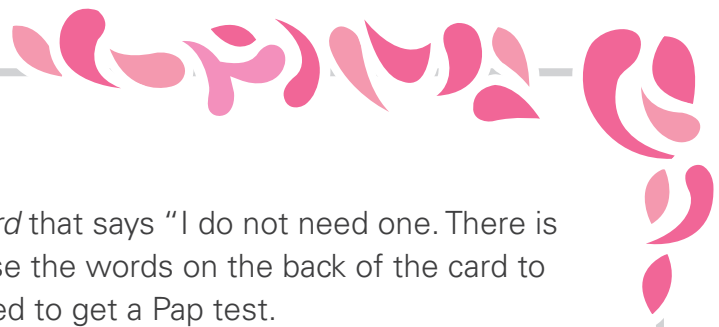 rd that says “I do not need one. There is
se the words on the back of the card to
ed to get a Pap test.